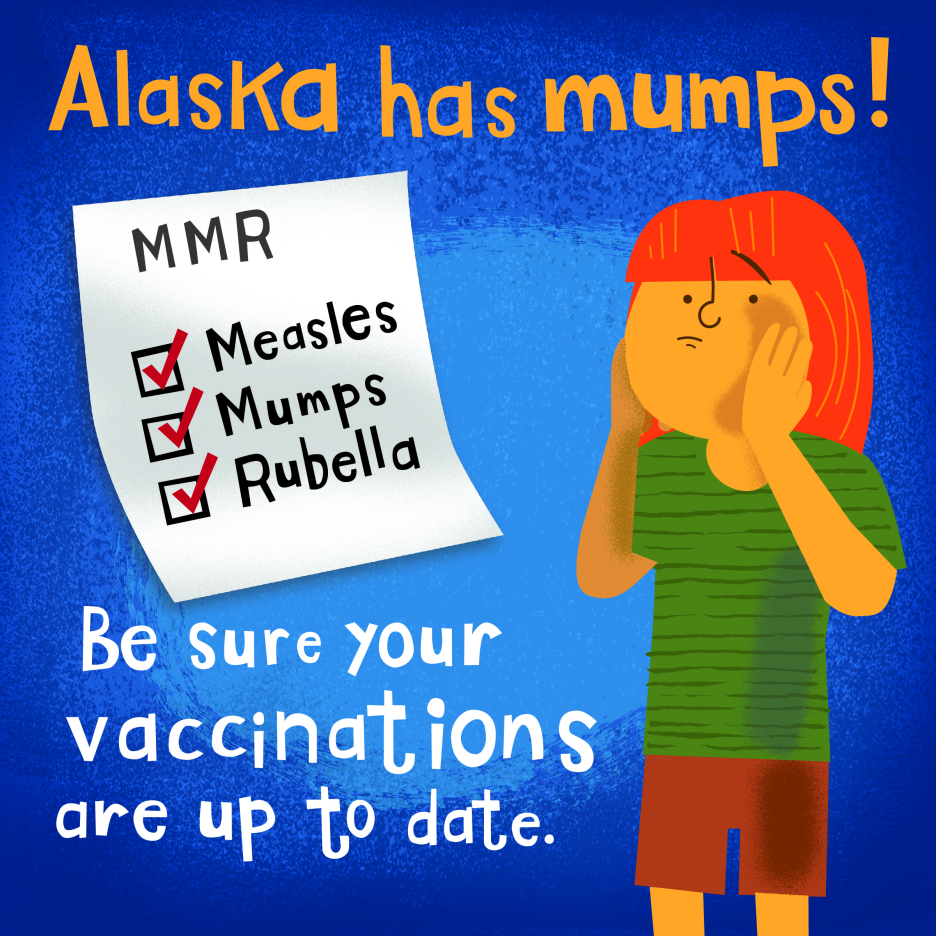 Alaska has mumps!
MMR
Measles
Mumps
Rubella
Be sure your
vaccinations
are up to date.